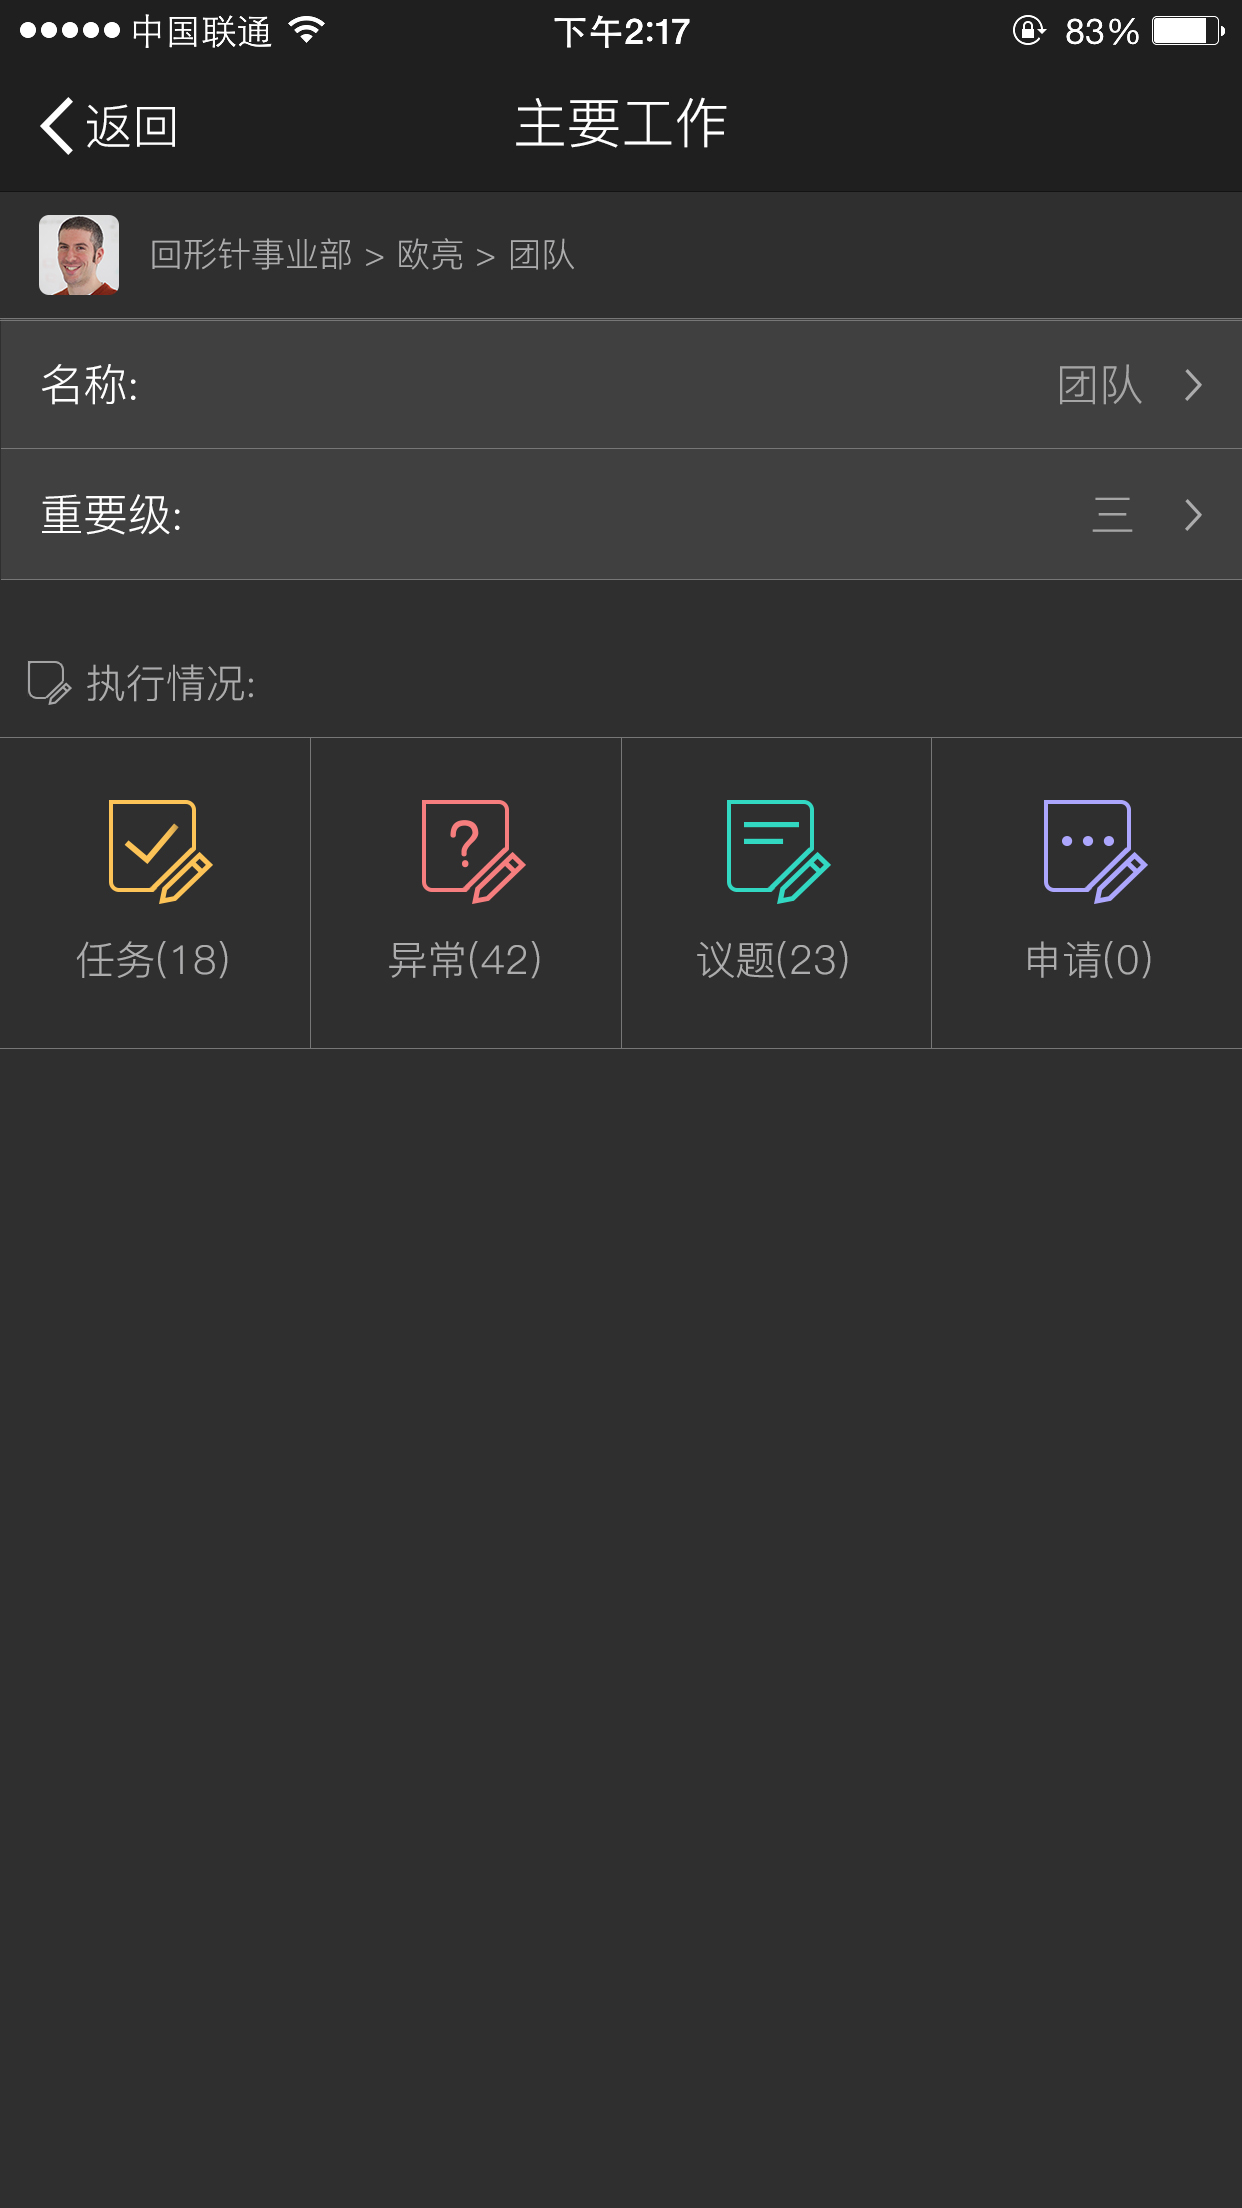 中国联通 下午2:17 83%
返回 主要工作
回形针事业部 > 欧亮 > 团队
名称: 团队
重要级: 三
执行情况:
任务(18) 异常(42) 议题(23) 申请(0)